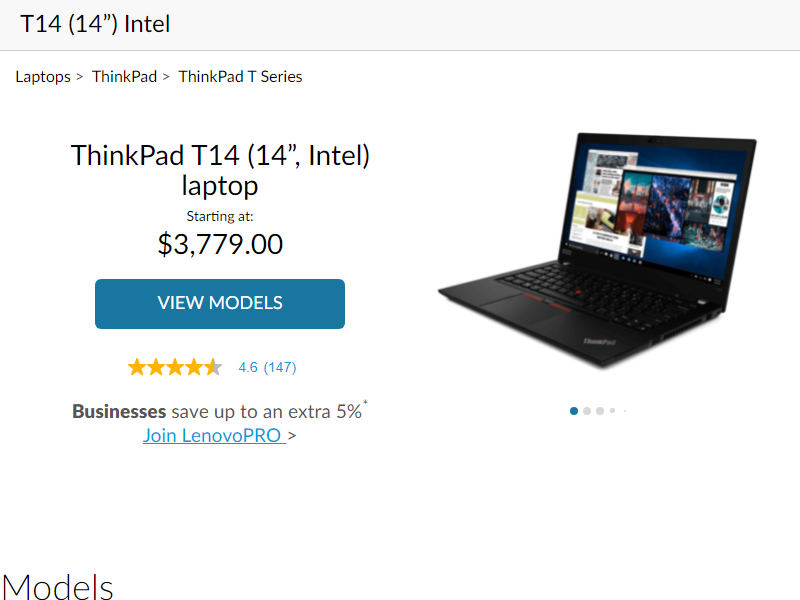 T14 (14”) Intel
Laptops > ThinkPad > ThinkPad T Series
ThinkPad T14 (14”, Intel)
laptop
Starting at:
$3,779.00
VIEW MODELS
4.6 (147)
Businesses save up to an extra 5%*
Join LenovoPRO >
ThinkPad
Models